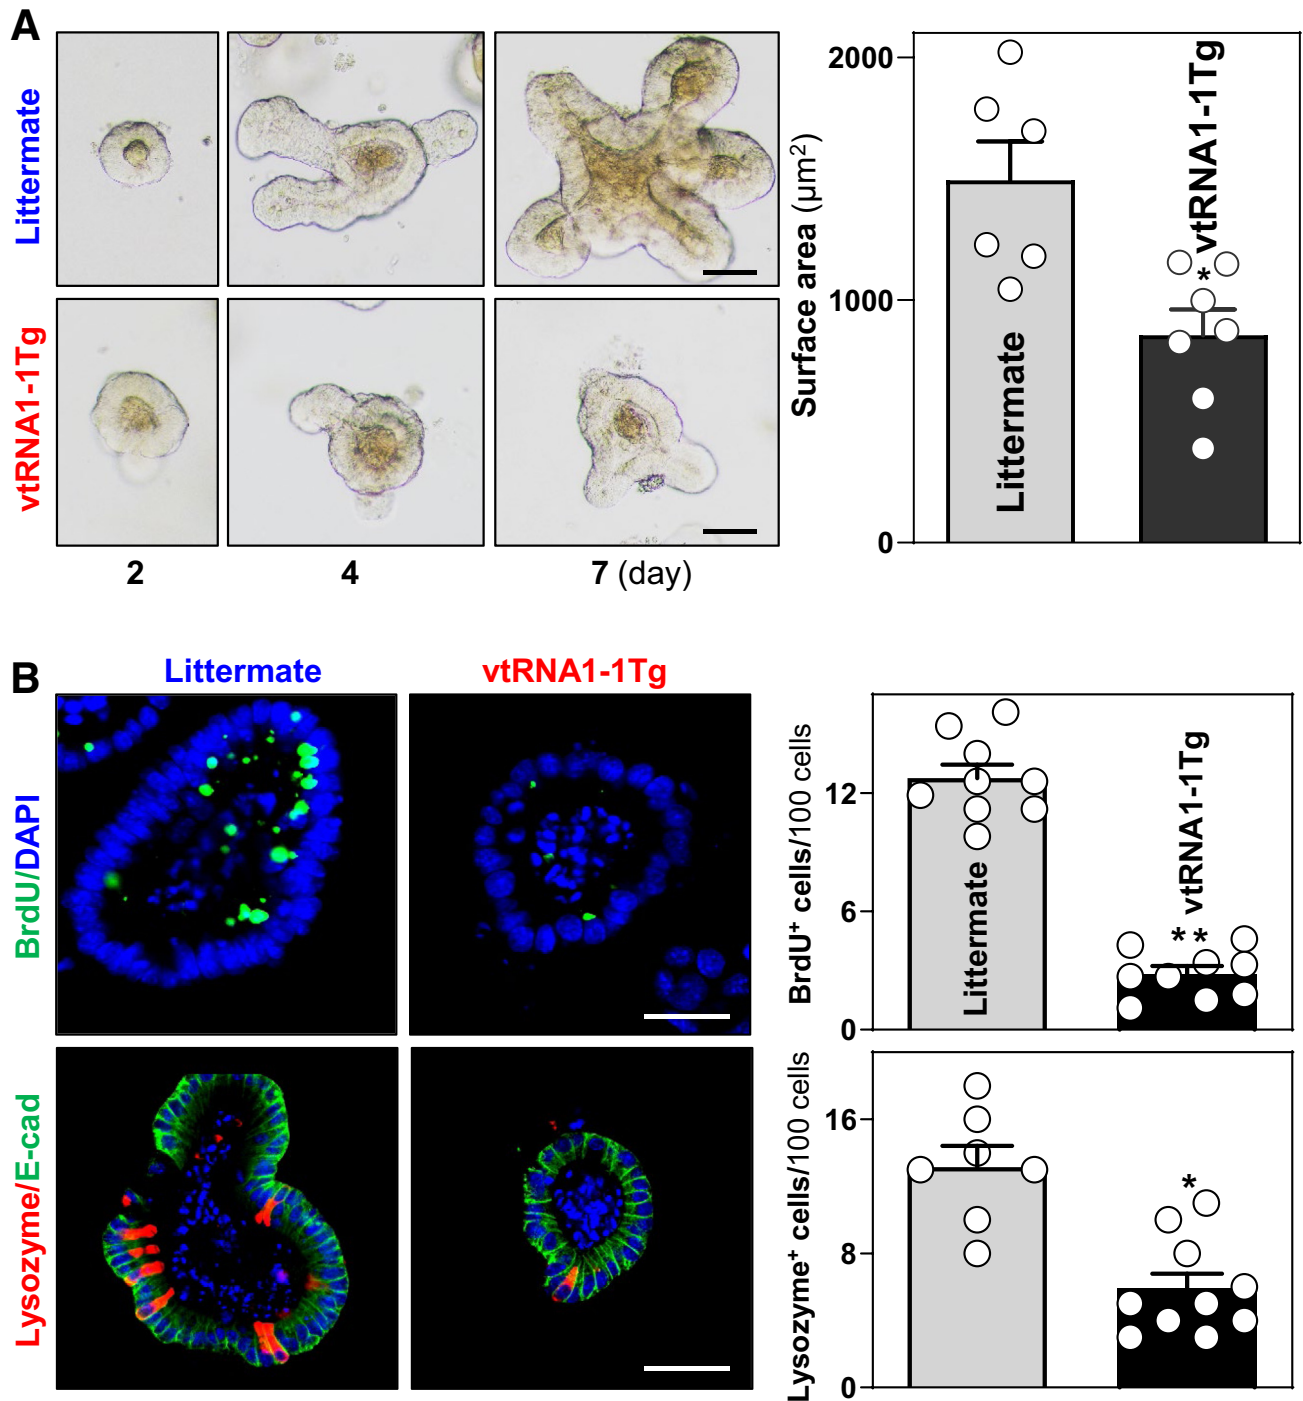 A
Littermate
vtRNA1-1Tg
2
4
7 (day)
Surface area (µm²)
2000
1000
0
Littermate
*
vtRNA1-1Tg
B
Littermate
vtRNA1-1Tg
BrdU/DAPI
Lysozyme/E-cad
BrdU⁺ cells/100 cells
12
6
0
Littermate
**
vtRNA1-1Tg
Lysozyme⁺ cells/100 cells
16
8
0
*